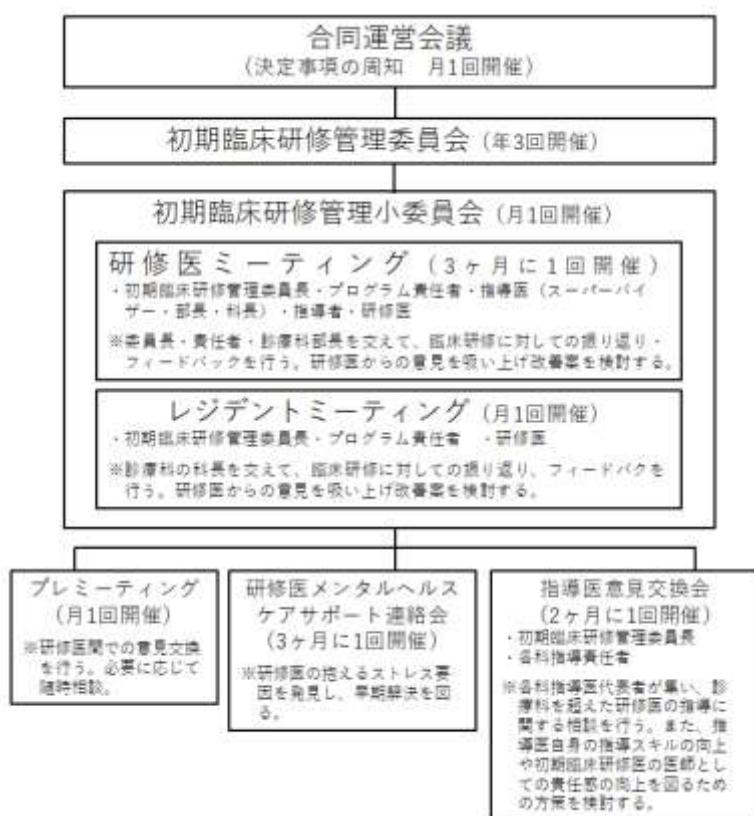 合同運営会議
(決定事項の周知　月1回開催)
初期臨床研修管理委員会 (年3回開催)
初期臨床研修管理小委員会 (月1回開催)
研修医ミーティング (3ヶ月に1回開催)
・初期臨床研修管理委員長・プログラム責任者・指導医 (スーパーバイ
ザー・部長・科長) ・指導者・研修医
※委員長・責任者・診療科部長を交えて、臨床研修に対しての振り返り・
フィードバックを行う。研修医からの意見を吸い上げ改善案を検討する。
レジデントミーティング (月1回開催)
・初期臨床研修管理委員長・プログラム責任者　・研修医
※診療科の科長を交えて、臨床研修に対しての振り返り、フィードバクを
行う。研修医からの意見を吸い上げ改善案を検討する。
プレミーティング
(月1回開催)
※研修医間での意見交換
を行う。必要に応じて
随時相談。
研修医メンタルヘルス
ケアサポート連絡会
(3ヶ月に1回開催)
※研修医の抱えるストレス要
因を発見し、早期解決を図
る。
指導医意見交換会
(2ヶ月に1回開催)
・初期臨床研修管理委員長
・各科指導責任者
※各科指導医代表者が集い、診
療科を超えた研修医の指導に
関する相談を行う。また、指
導医自身の指導スキルの向上
や初期臨床研修医の医師とし
ての責任感の向上を図るため
の方策を検討する。